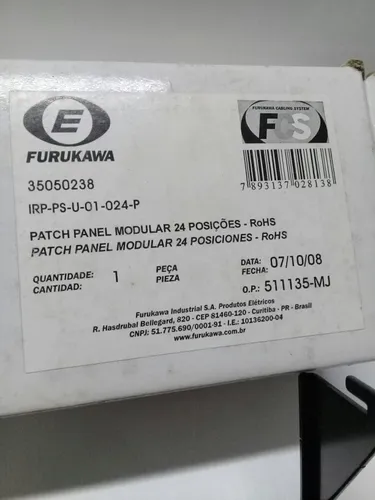 E
FURUKAWA
FURUKAWA CABLING SYSTEM
FCS
7893137028138
35050238
IRP-PS-U-01-024-P
PATCH PANEL MODULAR 24 POSIÇÕES - RoHS
PATCH PANEL MODULAR 24 POSICIONES - RoHS
QUANTIDADE: 1 PEÇA DATA: 07/10/08
CANTIDAD: PIEZA FECHA:
O.P.: 511135-MJ
Furukawa Industrial S.A. Produtos Elétricos
R. Hasdrubal Bellegard, 820 - CEP 81460-120 - Curitiba - PR - Brasil
CNPJ: 51.775.690/0001-91 - I.E.: 10136200-04
www.furukawa.com.br